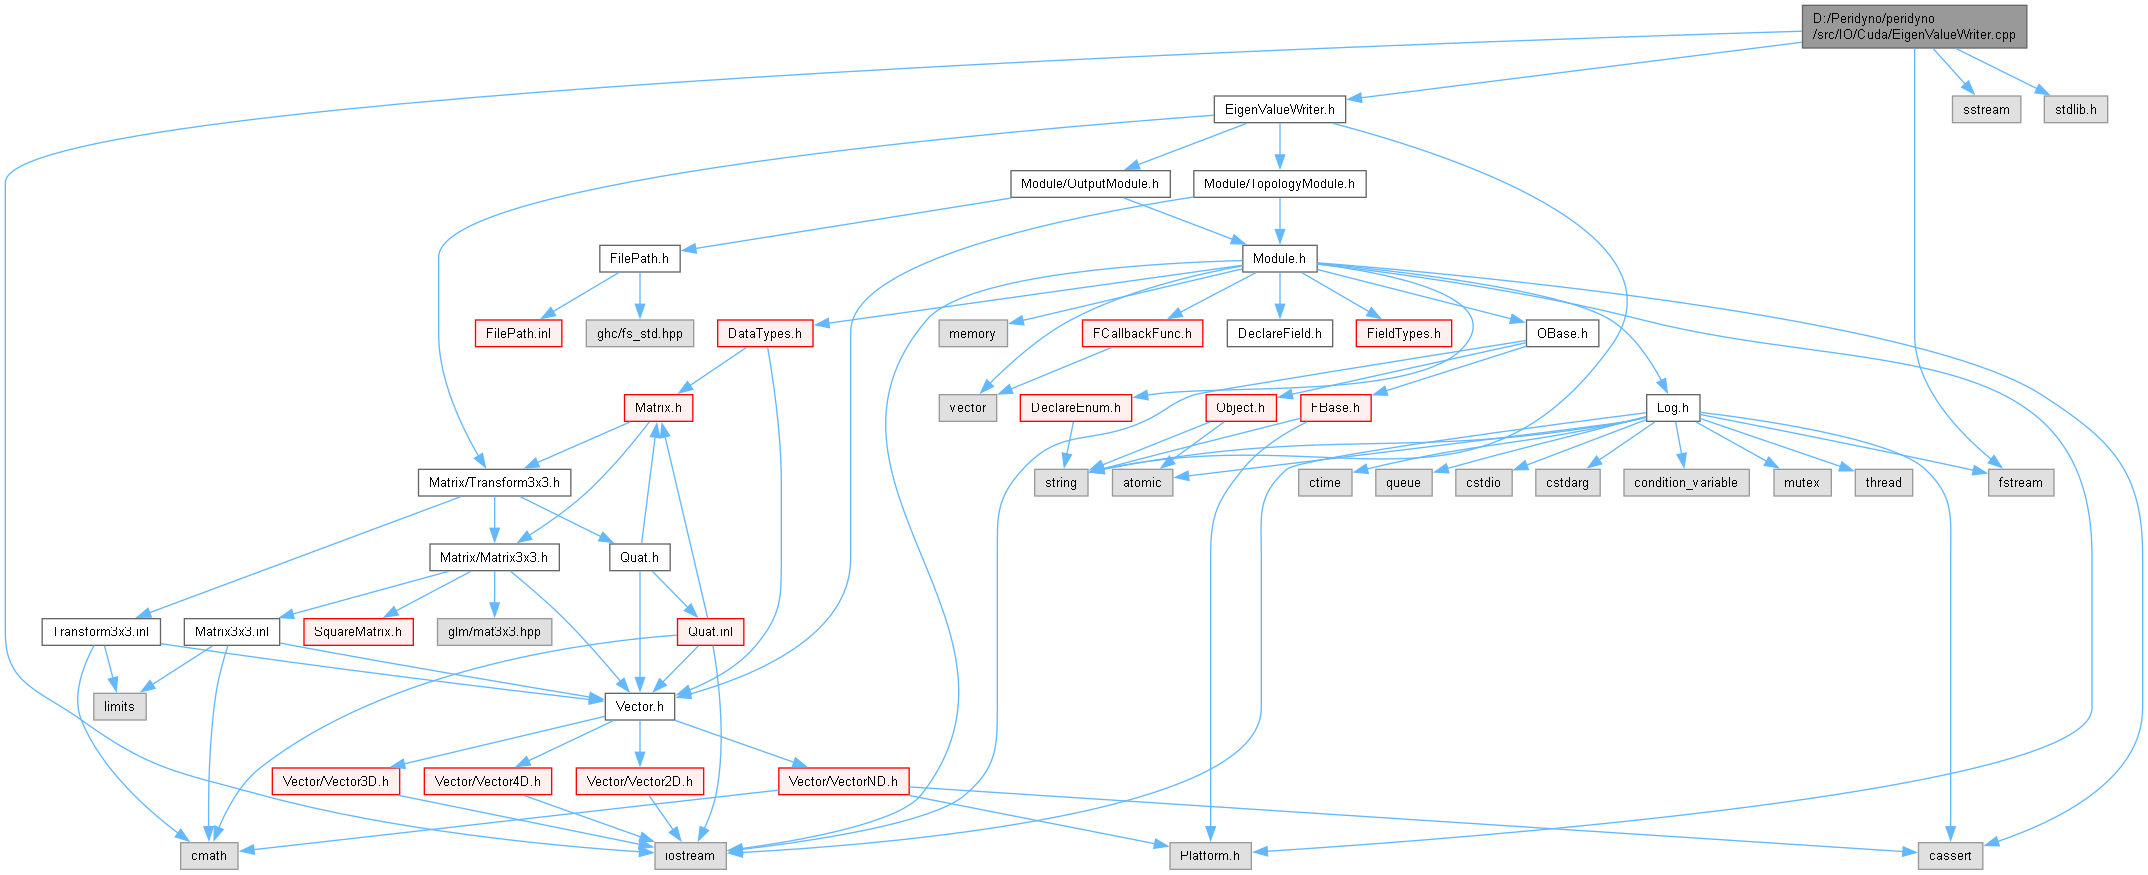 D:/Peridyno/peridyno
/src/IO/Cuda/EigenValueWriter.cpp
EigenValueWriter.h
sstream
stdlib.h
Module/OutputModule.h
Module/TopologyModule.h
FilePath.h
Module.h
FilePath.inl
ghc/fs_std.hpp
DataTypes.h
memory
FCallbackFunc.h
DeclareField.h
FieldTypes.h
OBase.h
Matrix.h
vector
DeclareEnum.h
Object.h
FBase.h
Log.h
Matrix/Transform3x3.h
string
atomic
ctime
queue
cstdio
cstdarg
condition_variable
mutex
thread
fstream
Matrix/Matrix3x3.h
Quat.h
Transform3x3.inl
Matrix3x3.inl
SquareMatrix.h
glm/mat3x3.hpp
Quat.inl
limits
Vector.h
Vector/Vector3D.h
Vector/Vector4D.h
Vector/Vector2D.h
Vector/VectorND.h
cmath
iostream
Platform.h
cassert